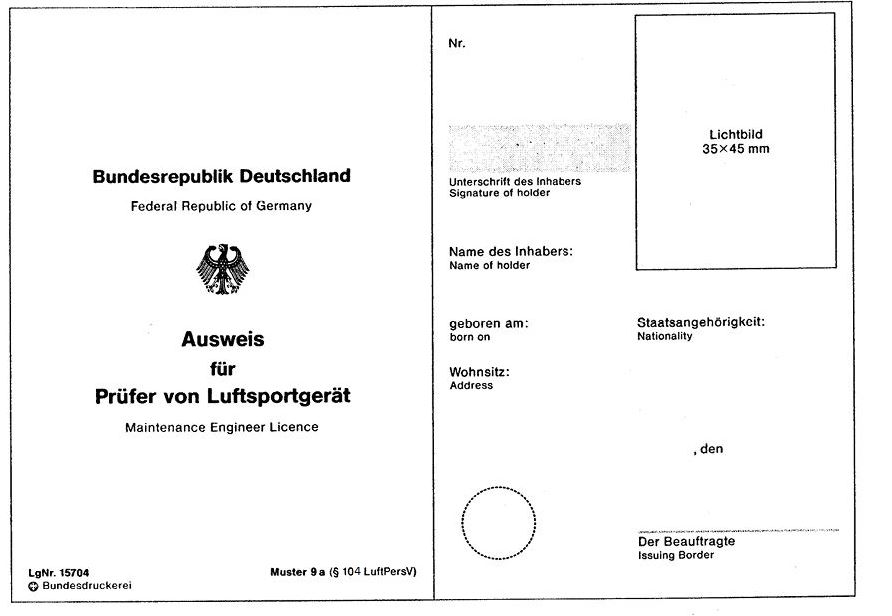 Bundesrepublik Deutschland
Federal Republic of Germany
Ausweis
für
Prüfer von Luftsportgerät
Maintenance Engineer Licence
LgNr. 15704
Bundesdruckerei
Muster 9a (§ 104 LuftPersV)
Nr.
Lichtbild
35×45 mm
Unterschrift des Inhabers
Signature of holder
Name des Inhabers:
Name of holder
geboren am:
born on
Staatsangehörigkeit:
Nationality
Wohnsitz:
Address
, den
Der Beauftragte
Issuing Border